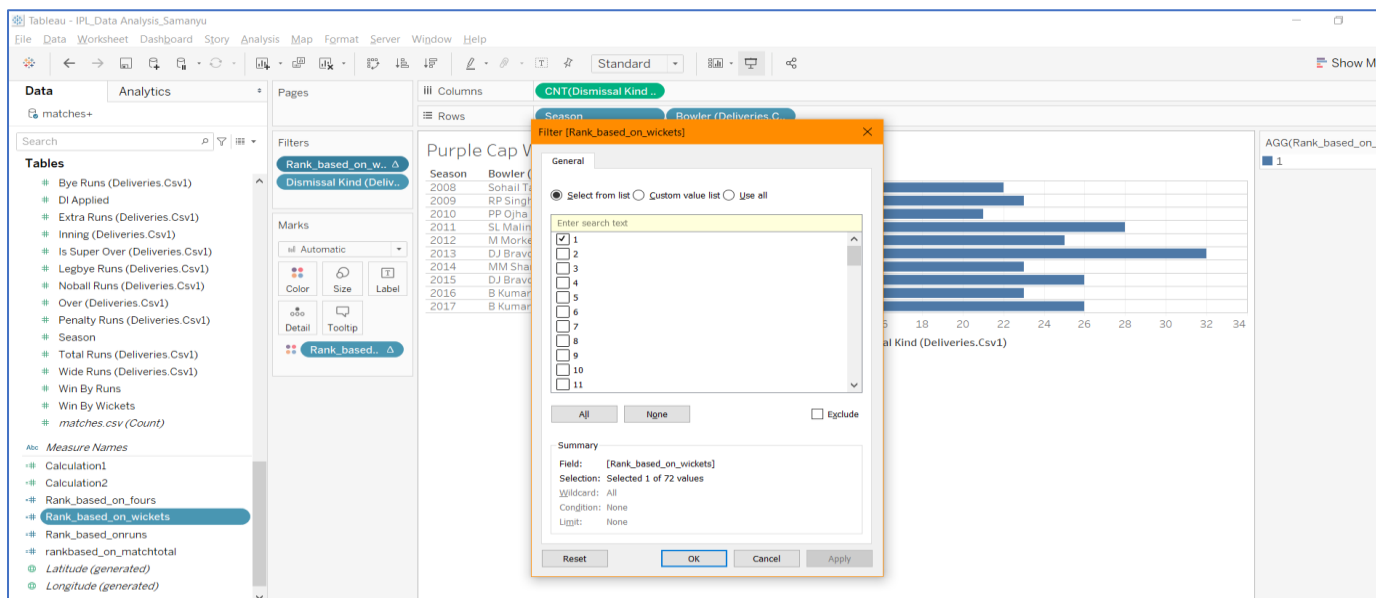 Tableau - IPL_Data Analysis_Samanyu
File Data Worksheet Dashboard Story Analysis Map Format Server Window Help
Standard
Show M
Data Analytics
matches+
Search
Tables
Bye Runs (Deliveries.Csv1)
Dl Applied
Extra Runs (Deliveries.Csv1)
Inning (Deliveries.Csv1)
Is Super Over (Deliveries.Csv1)
Legbye Runs (Deliveries.Csv1)
Noball Runs (Deliveries.Csv1)
Over (Deliveries.Csv1)
Penalty Runs (Deliveries.Csv1)
Season
Total Runs (Deliveries.Csv1)
Wide Runs (Deliveries.Csv1)
Win By Runs
Win By Wickets
matches.csv (Count)
Abc Measure Names
Calculation1
Calculation2
Rank_based_on_fours
Rank_based_on_wickets
Rank_based_onruns
rankbased_on_matchtotal
Latitude (generated)
Longitude (generated)
Pages
Filters
Rank_based_on_w..
Dismissal Kind (Deliv..
Marks
Automatic
Color Size Label
Detail Tooltip
Rank_based..
Columns CNT(Dismissal Kind ..
Rows Season Bowler (Deliveries.C..
Purple Cap
Season Bowler (
2008 Sohail Ta
2009 RP Singh
2010 PP Ojha
2011 SL Malin
2012 M Morke
2013 DJ Bravo
2014 MM Shar
2015 DJ Bravo
2016 B Kumar
2017 B Kumar
18 20 22 24 26 28 30 32 34
al Kind (Deliveries.Csv1)
AGG(Rank_based_on_
1
Filter [Rank_based_on_wickets]
General
Select from list Custom value list Use all
Enter search text
1
2
3
4
5
6
7
8
9
10
11
All None Exclude
Summary
Field: [Rank_based_on_wickets]
Selection: Selected 1 of 72 values
Wildcard: All
Condition: None
Limit: None
Reset OK Cancel Apply